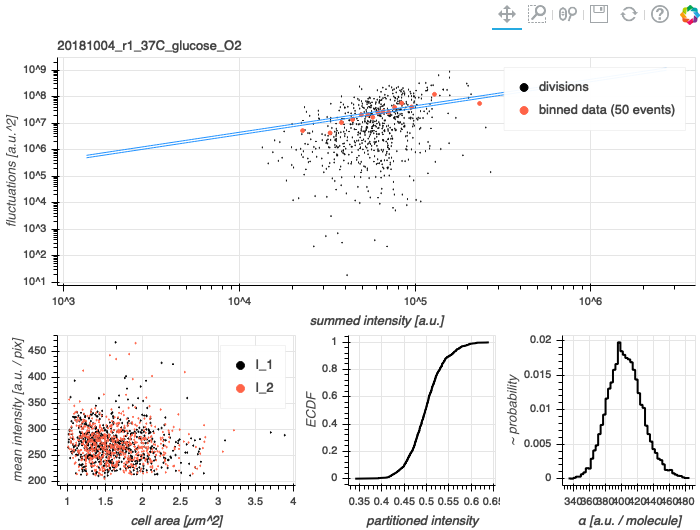 20181004_r1_37C_glucose_O2
fluctuations [a.u.^2]
10^9
10^8
10^7
10^6
10^5
10^4
10^3
10^2
10^1
divisions
binned data (50 events)
10^3 10^4 10^5 10^6
summed intensity [a.u.]
mean intensity [a.u. / pix]
450
400
350
300
250
200
I_1
I_2
1 1.5 2 2.5 3 3.5 4
cell area [μm^2]
ECDF
1
0.8
0.6
0.4
0.2
0
0.35 0.4 0.45 0.5 0.55 0.6 0.65
partitioned intensity
~ probability
0.02
0.015
0.01
0.005
0
340 360 380 400 420 440 460 480
α [a.u. / molecule]